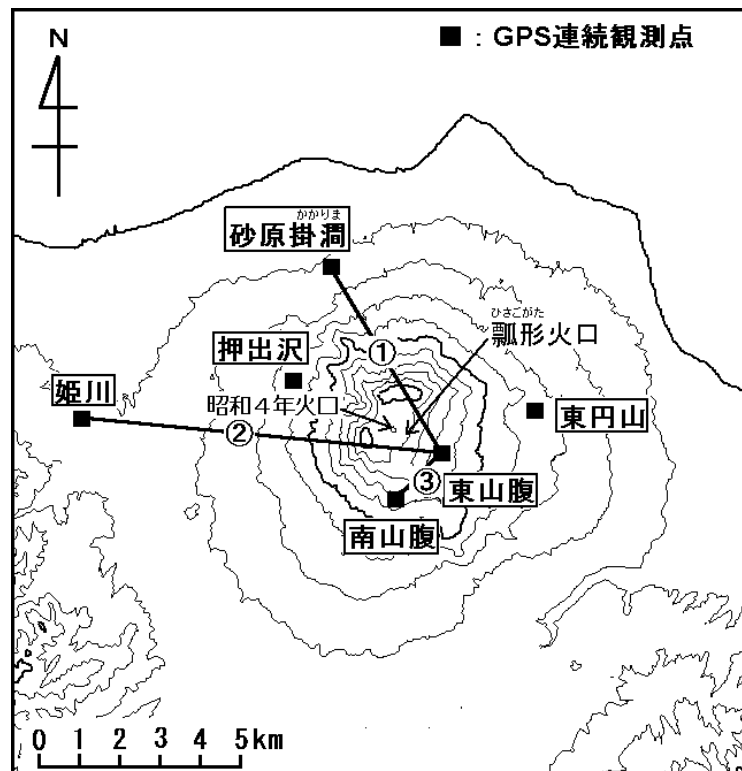 N
■：GPS連続観測点
かかりま
砂原掛澗
ひさごがた
瓢形火口
①
押出沢
姫川
昭和４年火口
②
東円山
③
東山腹
南山腹
0 1 2 3 4 5km